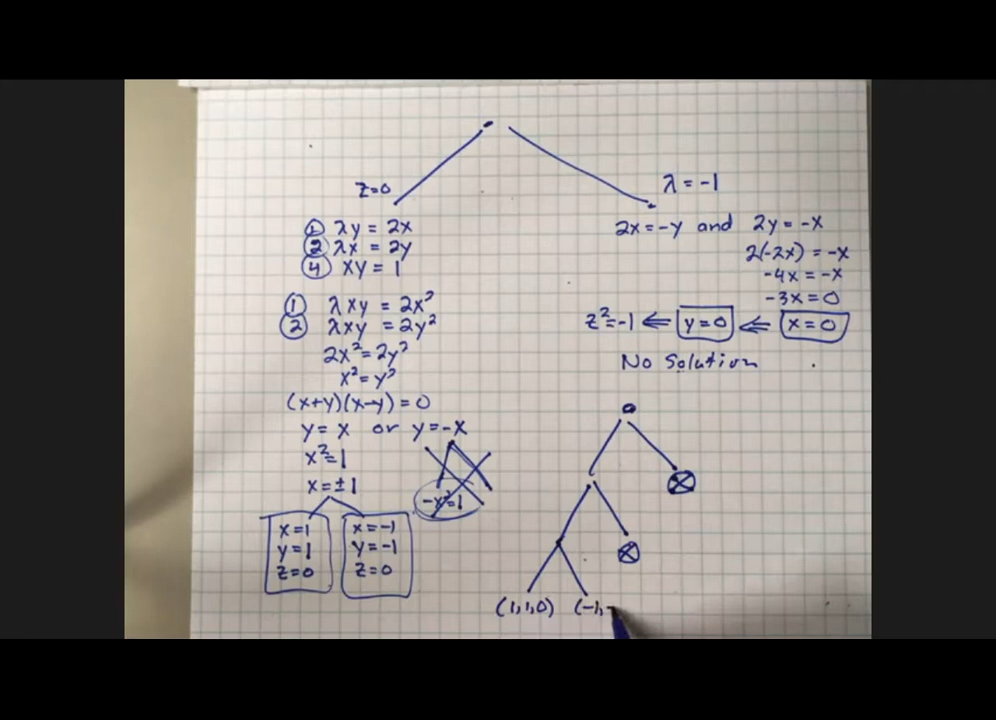 z=0
① λy = 2x
② λx = 2y
④ xy = 1
① λxy = 2x²
② λxy = 2y²
2x² = 2y²
x² = y²
(x+y)(x-y) = 0
y = x or y = -x
x² = 1
x = ± 1
-x² = 1
x=1
y=1
z=0
x=-1
y=-1
z=0
λ = -1
2x = -y and 2y = -x
2(-2x) = -x
-4x = -x
-3x = 0
z² = -1 ⇐ y=0 ⇐ x=0
No Solution
(1,1,0) (-1,-